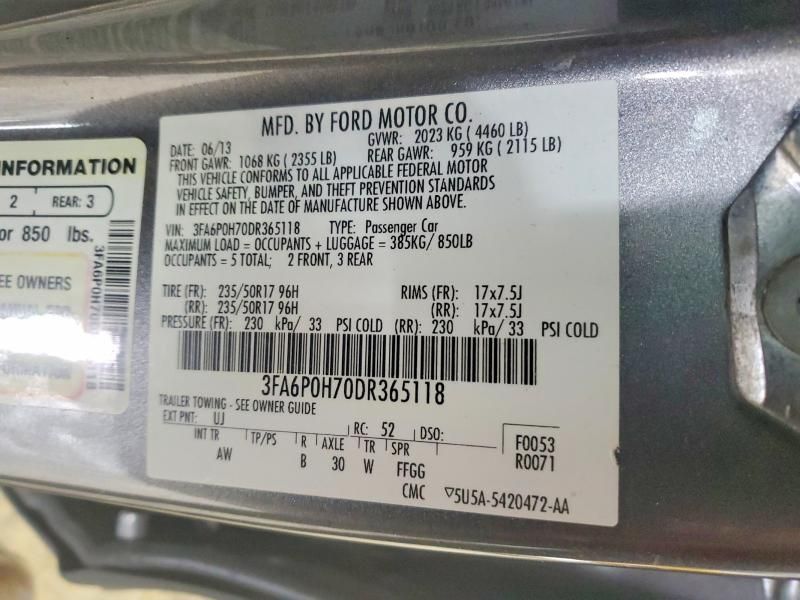 MFD. BY FORD MOTOR CO.
DATE: 06/13 GVWR: 2023 KG ( 4460 LB)
FRONT GAWR: 1068 KG ( 2355 LB) REAR GAWR: 959 KG ( 2115 LB)
THIS VEHICLE CONFORMS TO ALL APPLICABLE FEDERAL MOTOR
VEHICLE SAFETY, BUMPER, AND THEFT PREVENTION STANDARDS
IN EFFECT ON THE DATE OF MANUFACTURE SHOWN ABOVE.
VIN: 3FA6P0H70DR365118 TYPE: Passenger Car
MAXIMUM LOAD = OCCUPANTS + LUGGAGE = 385KG/ 850LB
OCCUPANTS = 5 TOTAL; 2 FRONT, 3 REAR
TIRE (FR): 235/50R17 96H RIMS (FR): 17x7.5J
(RR): 235/50R17 96H (RR): 17x7.5J
PRESSURE (FR): 230 kPa/ 33 PSI COLD (RR): 230 kPa/ 33 PSI COLD
3FA6P0H70DR365118
TRAILER TOWING - SEE OWNER GUIDE
EXT PNT: UJ RC: 52 DSO:
INT TR TP/PS R AXLE TR SPR F0053
AW B 30 W FFGG R0071
CMC ▽5U5A-5420472-AA
INFORMATION
2 REAR: 3
or 850 lbs.
EE OWNERS
3FA6P0H70
118